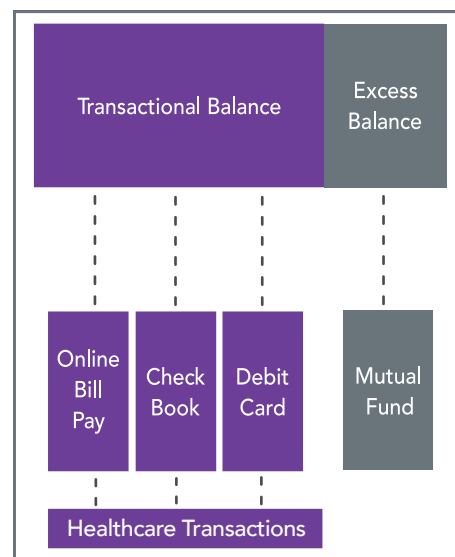 Transactional Balance
Excess
Balance
Online
Bill
Pay
Check
Book
Debit
Card
Mutual
Fund
Healthcare Transactions